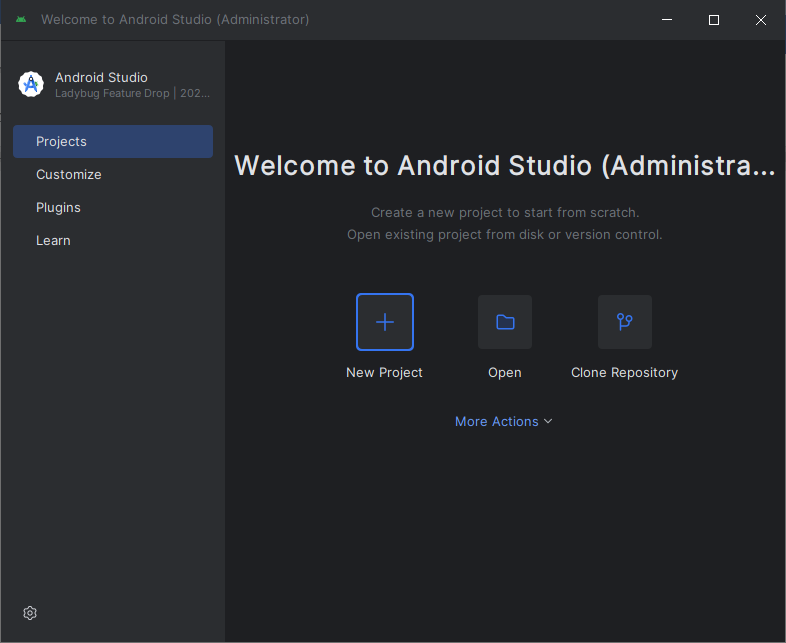 Welcome to Android Studio (Administrator)
Android Studio
Ladybug Feature Drop | 202...
Projects
Customize
Plugins
Learn
Welcome to Android Studio (Administra...
Create a new project to start from scratch.
Open existing project from disk or version control.
New Project
Open
Clone Repository
More Actions